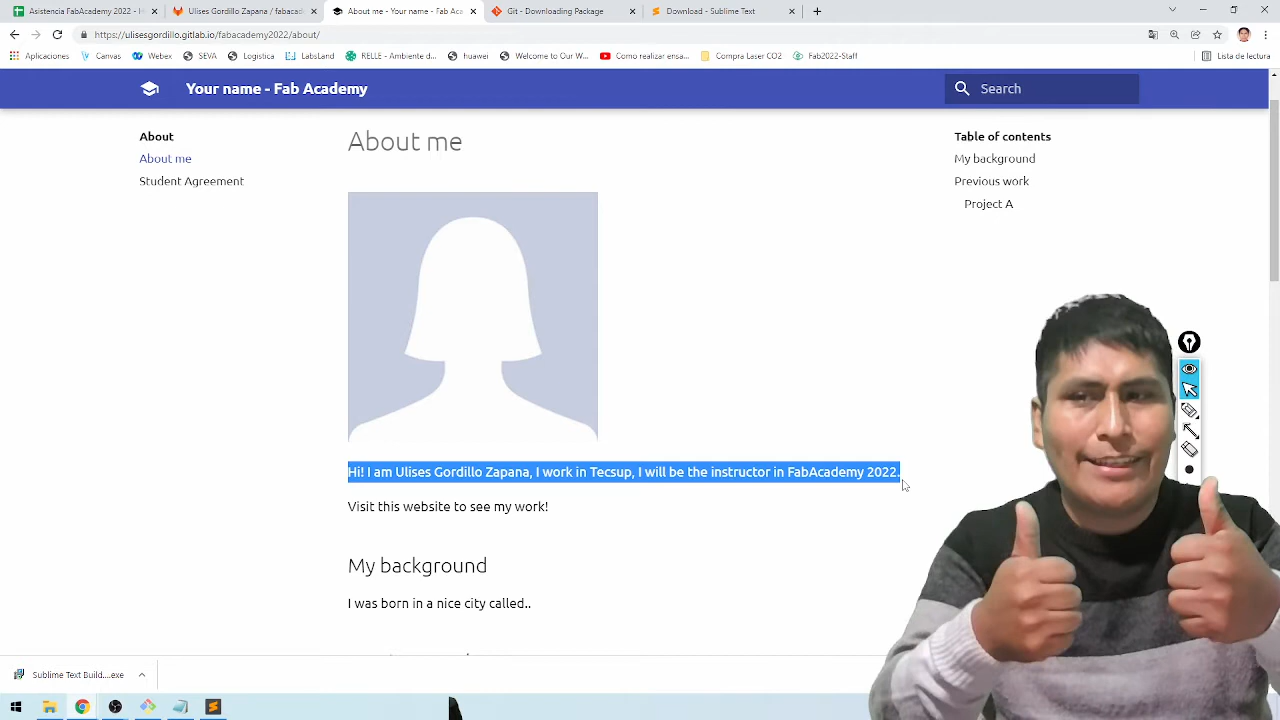 Asistencia FabAcademy 2022 - H
Ulises Gordillo Zapana / fabacad
About me - Your name - Fab Aca
Git - Downloading Package
Download - Sublime Text
https://ulisesgordillo.gitlab.io/fabacademy2022/about/
Aplicaciones
Canvas
Webex
SEVA
Logistica
LabsLand
RELLE - Ambiente d...
huawei
Welcome to Our W...
Como realizar ensa...
Compra Laser CO2
Fab2022-Staff
Lista de lectura
Your name - Fab Academy
Search
About
About me
Student Agreement
About me
Table of contents
My background
Previous work
Project A
Hi! I am Ulises Gordillo Zapana, I work in Tecsup, I will be the instructor in FabAcademy 2022.
Visit this website to see my work!
My background
I was born in a nice city called..
Sublime Text Build....exe